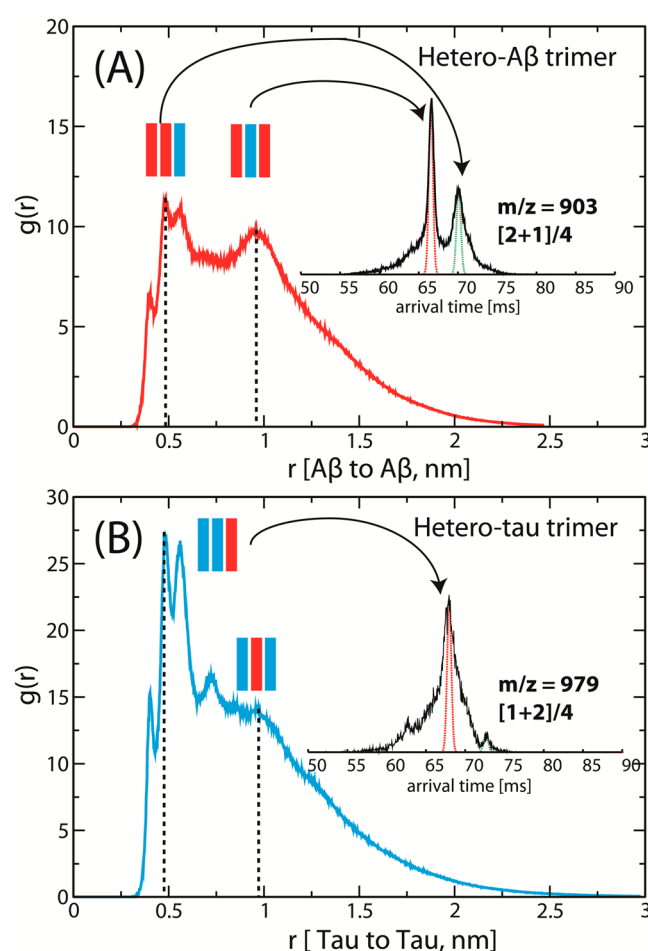 20
(A)
Hetero-Aβ trimer
15
m/z = 903
[2+1]/4
10
g(r)
50 55 60 65 70 75 80 85 90
arrival time [ms]
5
0
0 0.5 1 1.5 2 2.5 3
r [Aβ to Aβ, nm]
30
(B)
Hetero-tau trimer
25
20
m/z = 979
[1+2]/4
15
g(r)
50 55 60 65 70 75 80 85 90
arrival time [ms]
10
5
0
0 0.5 1 1.5 2 2.5 3
r [ Tau to Tau, nm]